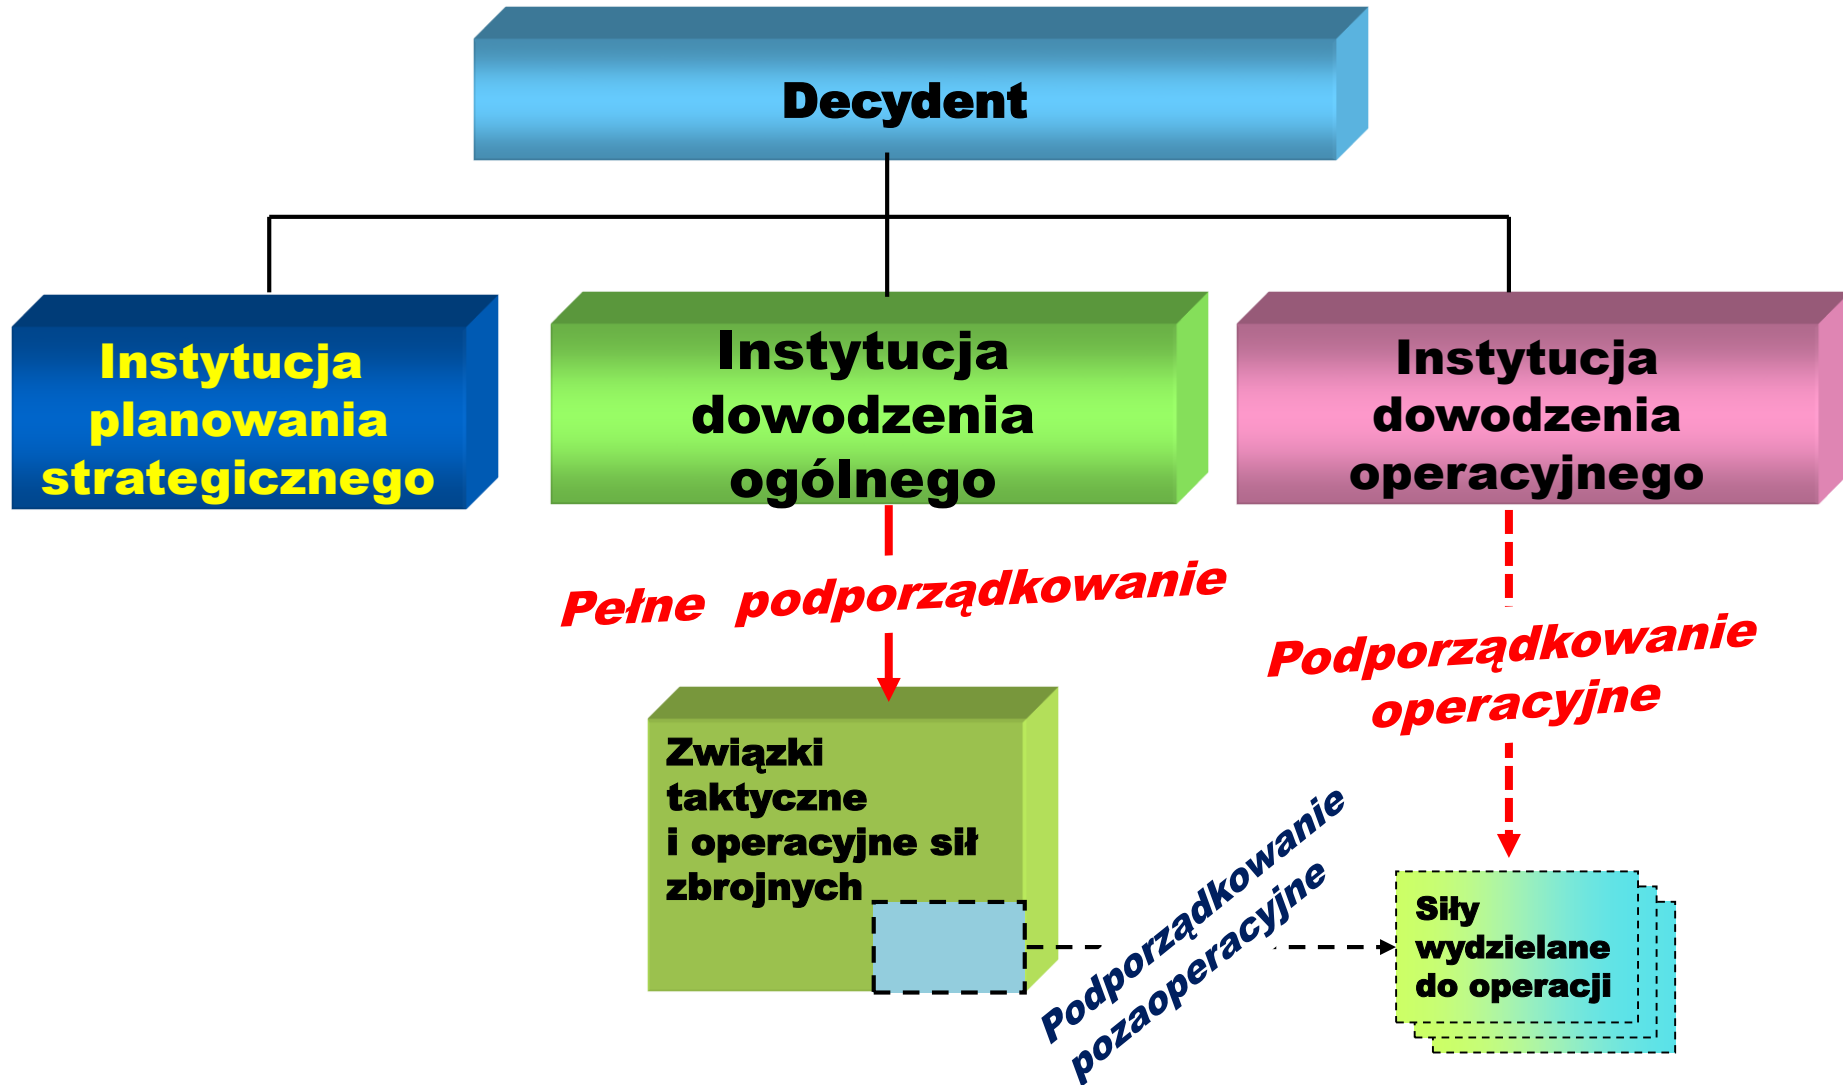 Decydent
Instytucja
planowania
strategicznego
Instytucja
dowodzenia
ogólnego
Instytucja
dowodzenia
operacyjnego
Pełne podporządkowanie
Podporządkowanie
operacyjne
Związki
taktyczne
i operacyjne sił
zbrojnych
Podporządkowanie
pozaoperacyjne
Siły
wydzielane
do operacji